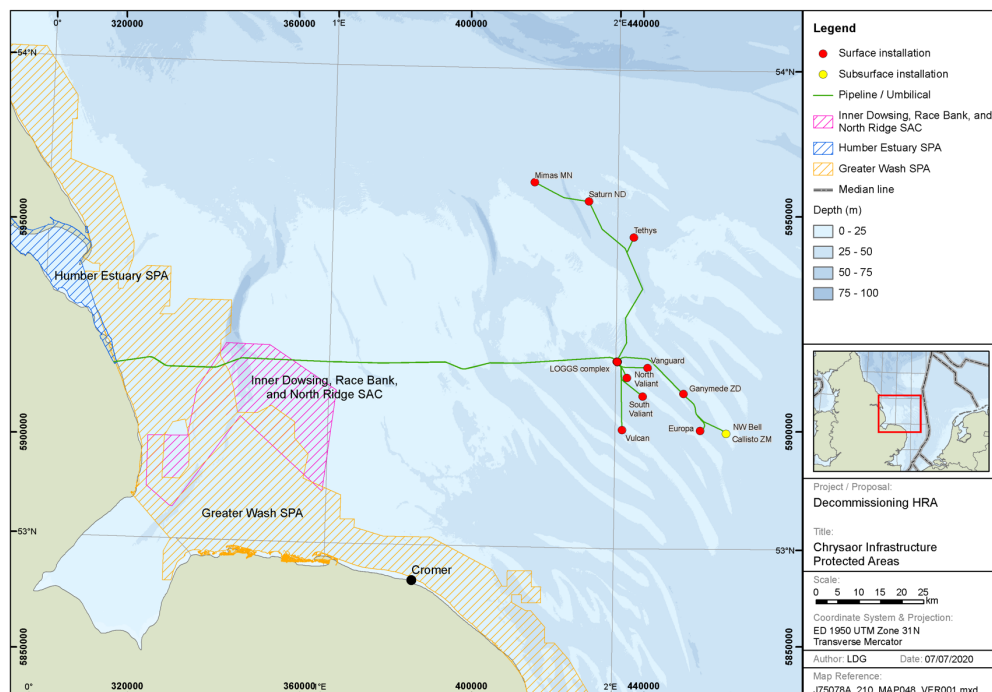 0°
320000
360000
1°E
400000
2°E
440000
54°N
54°N
5950000
5950000
Mimas MN
Saturn ND
Tethys
Humber Estuary SPA
LOGGS complex
Vanguard
North
Valiant
Ganymede ZD
South
Valiant
Inner Dowsing, Race Bank,
and North Ridge SAC
Vulcan
Europa
NW Bell
Callisto ZM
5900000
5900000
Greater Wash SPA
53°N
53°N
Cromer
5850000
5850000
0°
320000
360000
1°E
400000
2°E
440000
Legend
Surface installation
Subsurface installation
Pipeline / Umbilical
Inner Dowsing, Race Bank, and
North Ridge SAC
Humber Estuary SPA
Greater Wash SPA
Median line
Depth (m)
0 - 25
25 - 50
50 - 75
75 - 100
Project / Proposal:
Decommissioning HRA
Title:
Chrysaor Infrastructure
Protected Areas
Scale:
0 5 10 15 20 25
km
Coordinate System & Projection:
ED 1950 UTM Zone 31N
Transverse Mercator
Author: LDG Date: 07/07/2020
Map Reference:
J75078A_210_MAP048_VER001.mxd